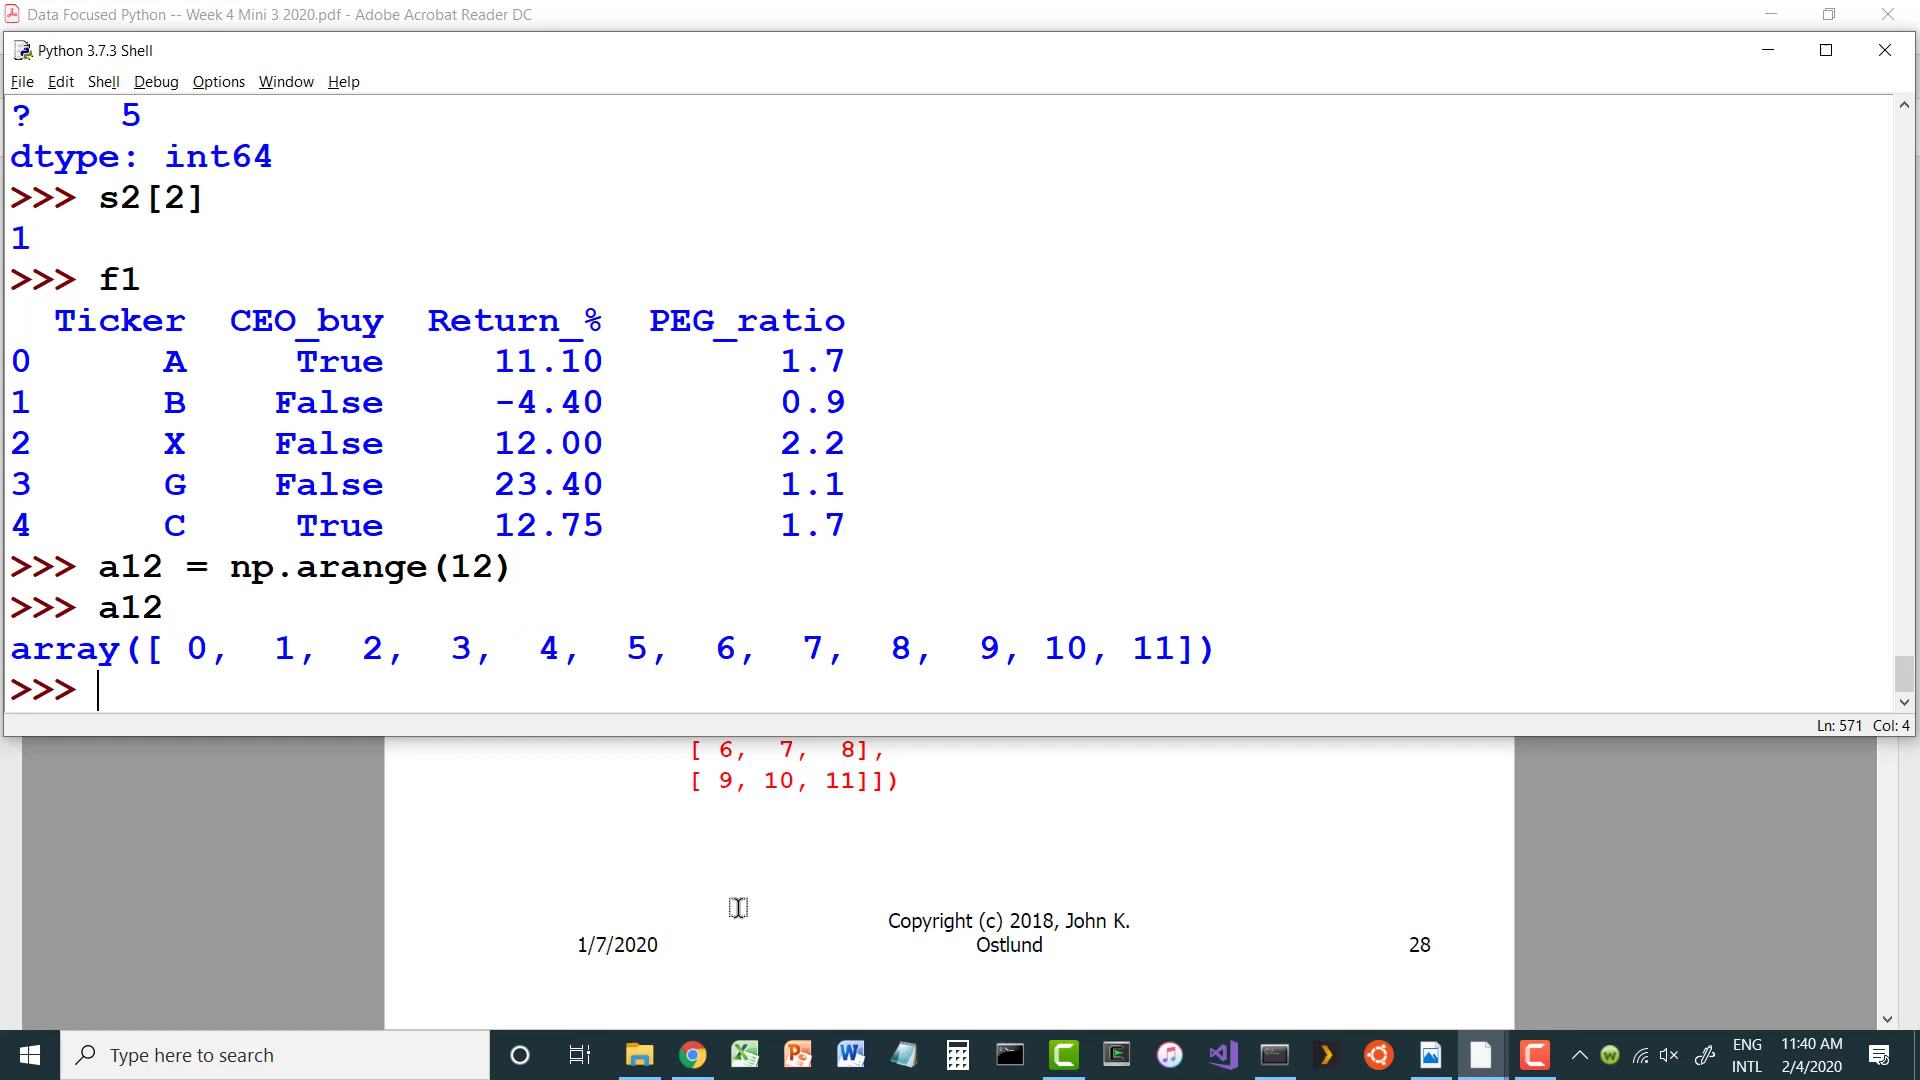 Data Focused Python -- Week 4 Mini 3 2020.pdf - Adobe Acrobat Reader DC
Python 3.7.3 Shell
File Edit Shell Debug Options Window Help
?    5
dtype: int64
>>> s2[2]
1
>>> f1
  Ticker  CEO_buy  Return_%  PEG_ratio
0      A     True     11.10        1.7
1      B    False     -4.40        0.9
2      X    False     12.00        2.2
3      G    False     23.40        1.1
4      C     True     12.75        1.7
>>> a12 = np.arange(12)
>>> a12
array([ 0,  1,  2,  3,  4,  5,  6,  7,  8,  9, 10, 11])
>>>
Ln: 571 Col: 4
[ 6,  7,  8],
[ 9, 10, 11]])
Copyright (c) 2018, John K.
Ostlund
1/7/2020
28
Type here to search
ENG
INTL
11:40 AM
2/4/2020